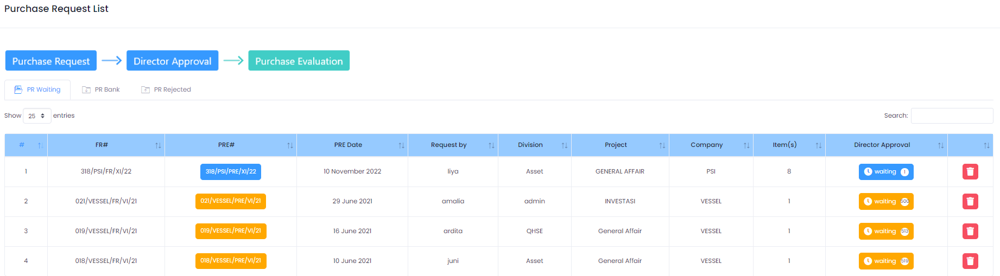 Purchase Request List
Purchase Request Director Approval Purchase Evaluation
PR Waiting PR Bank PR Rejected
Show 25 entries Search:
# FR# PRE# PRE Date Request by Division Project Company Item(s) Director Approval
1 318/PSI/FR/XI/22 318/PSI/PRE/XI/22 10 November 2022 liya Asset GENERAL AFFAIR PSI 8 waiting 1
2 021/VESSEL/FR/VI/21 021/VESSEL/PRE/VI/21 29 June 2021 amalia admin INVESTASI VESSEL 1 waiting 500
3 019/VESSEL/FR/VI/21 019/VESSEL/PRE/VI/21 16 June 2021 ardita QHSE General Affair VESSEL 1 waiting 513
4 018/VESSEL/FR/VI/21 018/VESSEL/PRE/VI/21 10 June 2021 juni Asset General Affair VESSEL 1 waiting 519